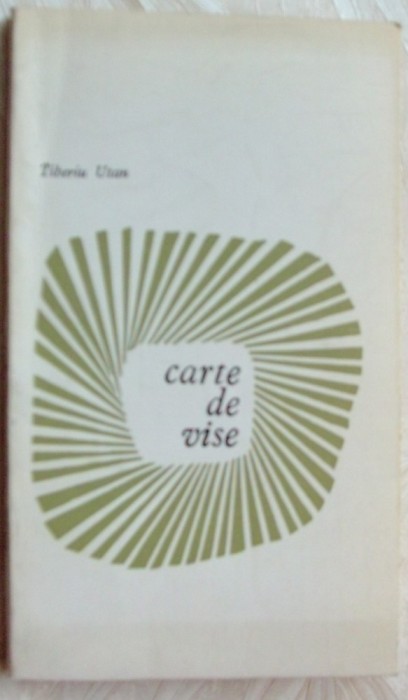 Tiberiu Utan
carte
de
vise